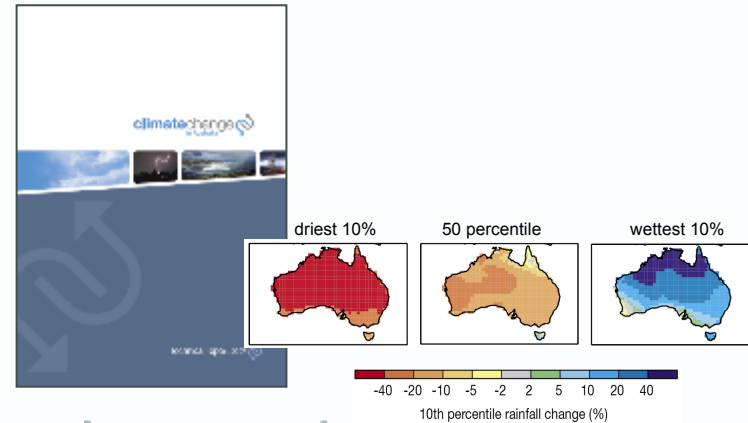 climatechange
driest 10%
50 percentile
wettest 10%
-40 -20 -10 -5 -2 2 5 10 20 40
10th percentile rainfall change (%)